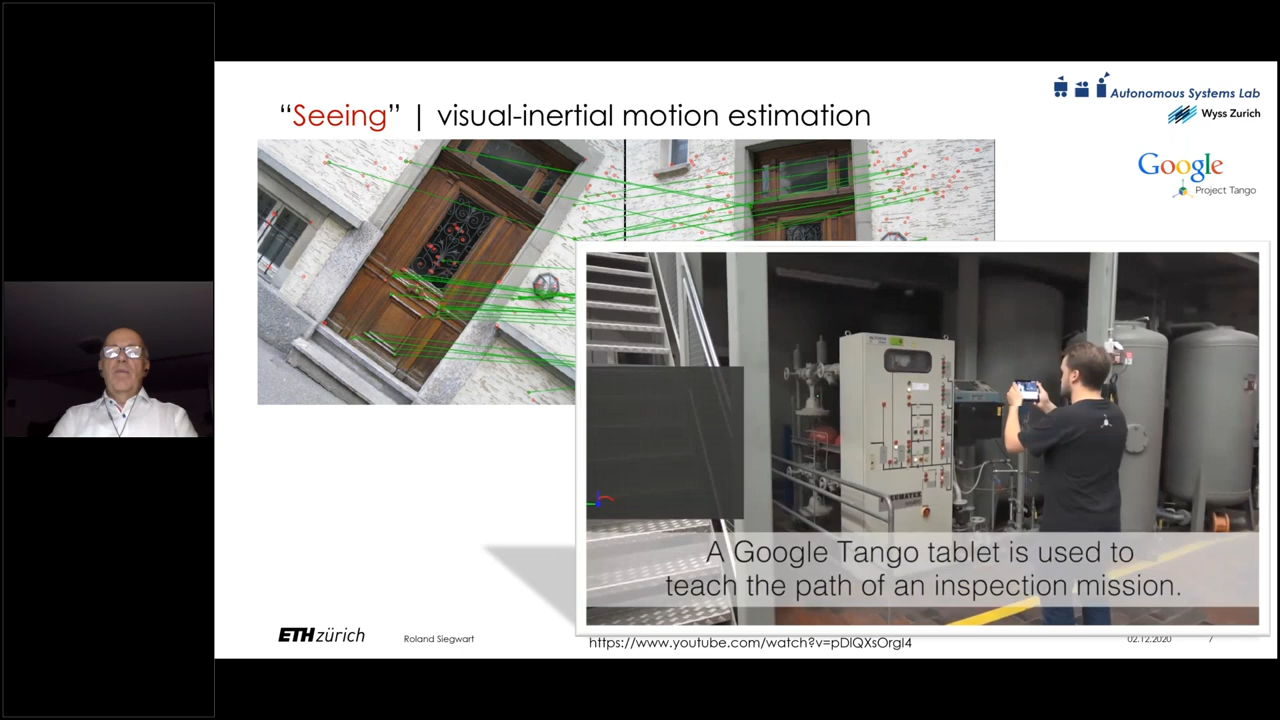 “Seeing” | visual-inertial motion estimation
Autonomous Systems Lab
Wyss Zurich
Google
Project Tango
A Google Tango tablet is used to
teach the path of an inspection mission.
ETH zürich
Roland Siegwart
https://www.youtube.com/watch?v=pDlQXsOrgI4
02.12.2020
7